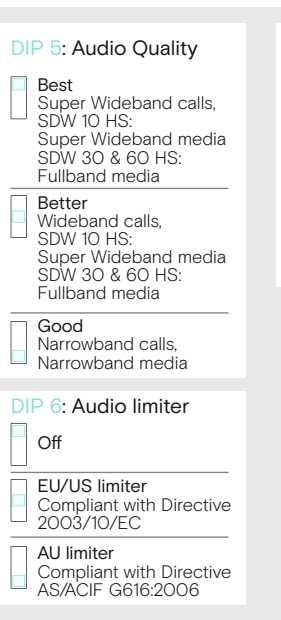 DIP 5: Audio Quality
Best
Super Wideband calls,
SDW 10 HS:
Super Wideband media
SDW 30 & 60 HS:
Fullband media
Better
Wideband calls,
SDW 10 HS:
Super Wideband media
SDW 30 & 60 HS:
Fullband media
Good
Narrowband calls,
Narrowband media
DIP 6: Audio limiter
Off
EU/US limiter
Compliant with Directive
2003/10/EC
AU limiter
Compliant with Directive
AS/ACIF G616:2006